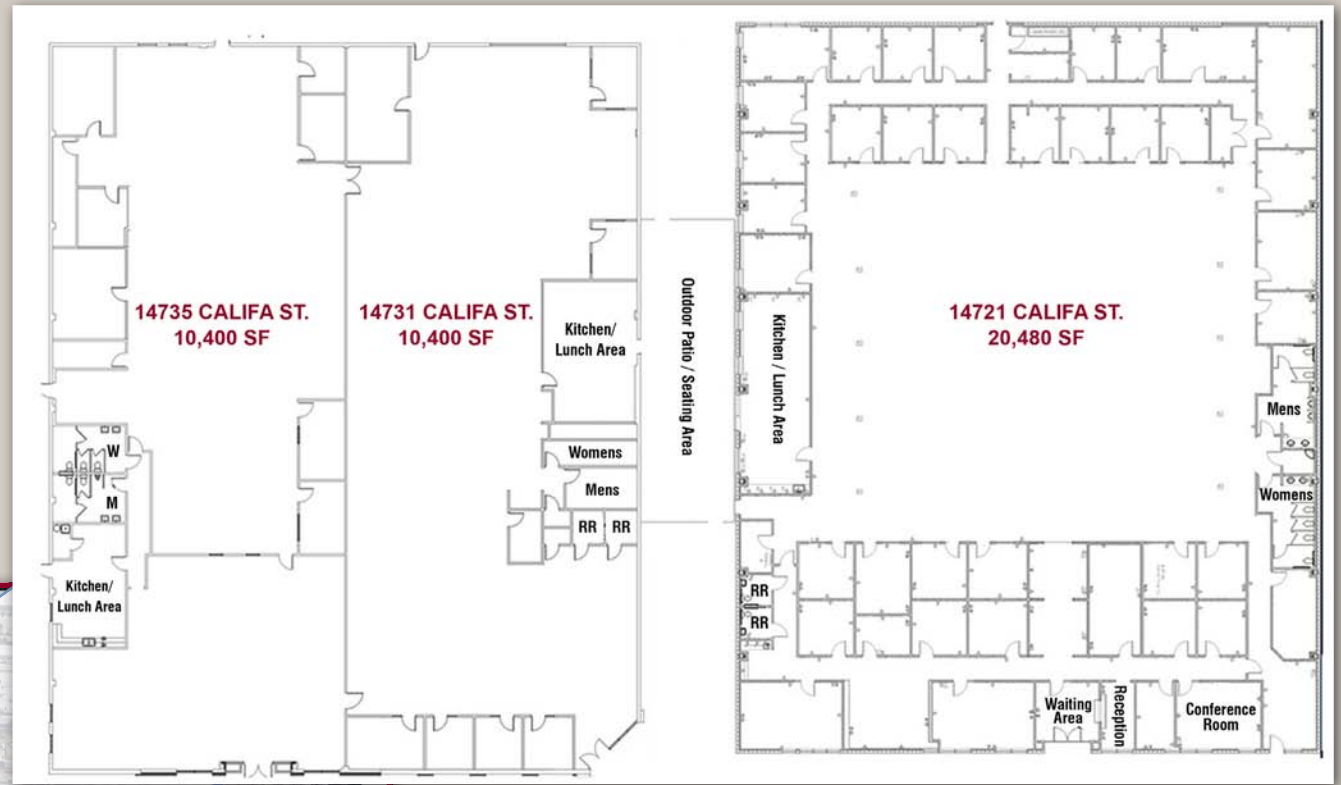 14735 CALIFA ST.
10,400 SF
W
M
Kitchen/
Lunch Area
14731 CALIFA ST.
10,400 SF
Kitchen/
Lunch Area
Womens
Mens
RR
RR
Outdoor Patio / Seating Area
14721 CALIFA ST.
20,480 SF
Kitchen / Lunch Area
Mens
Womens
RR
RR
Waiting
Area
Reception
Conference
Room